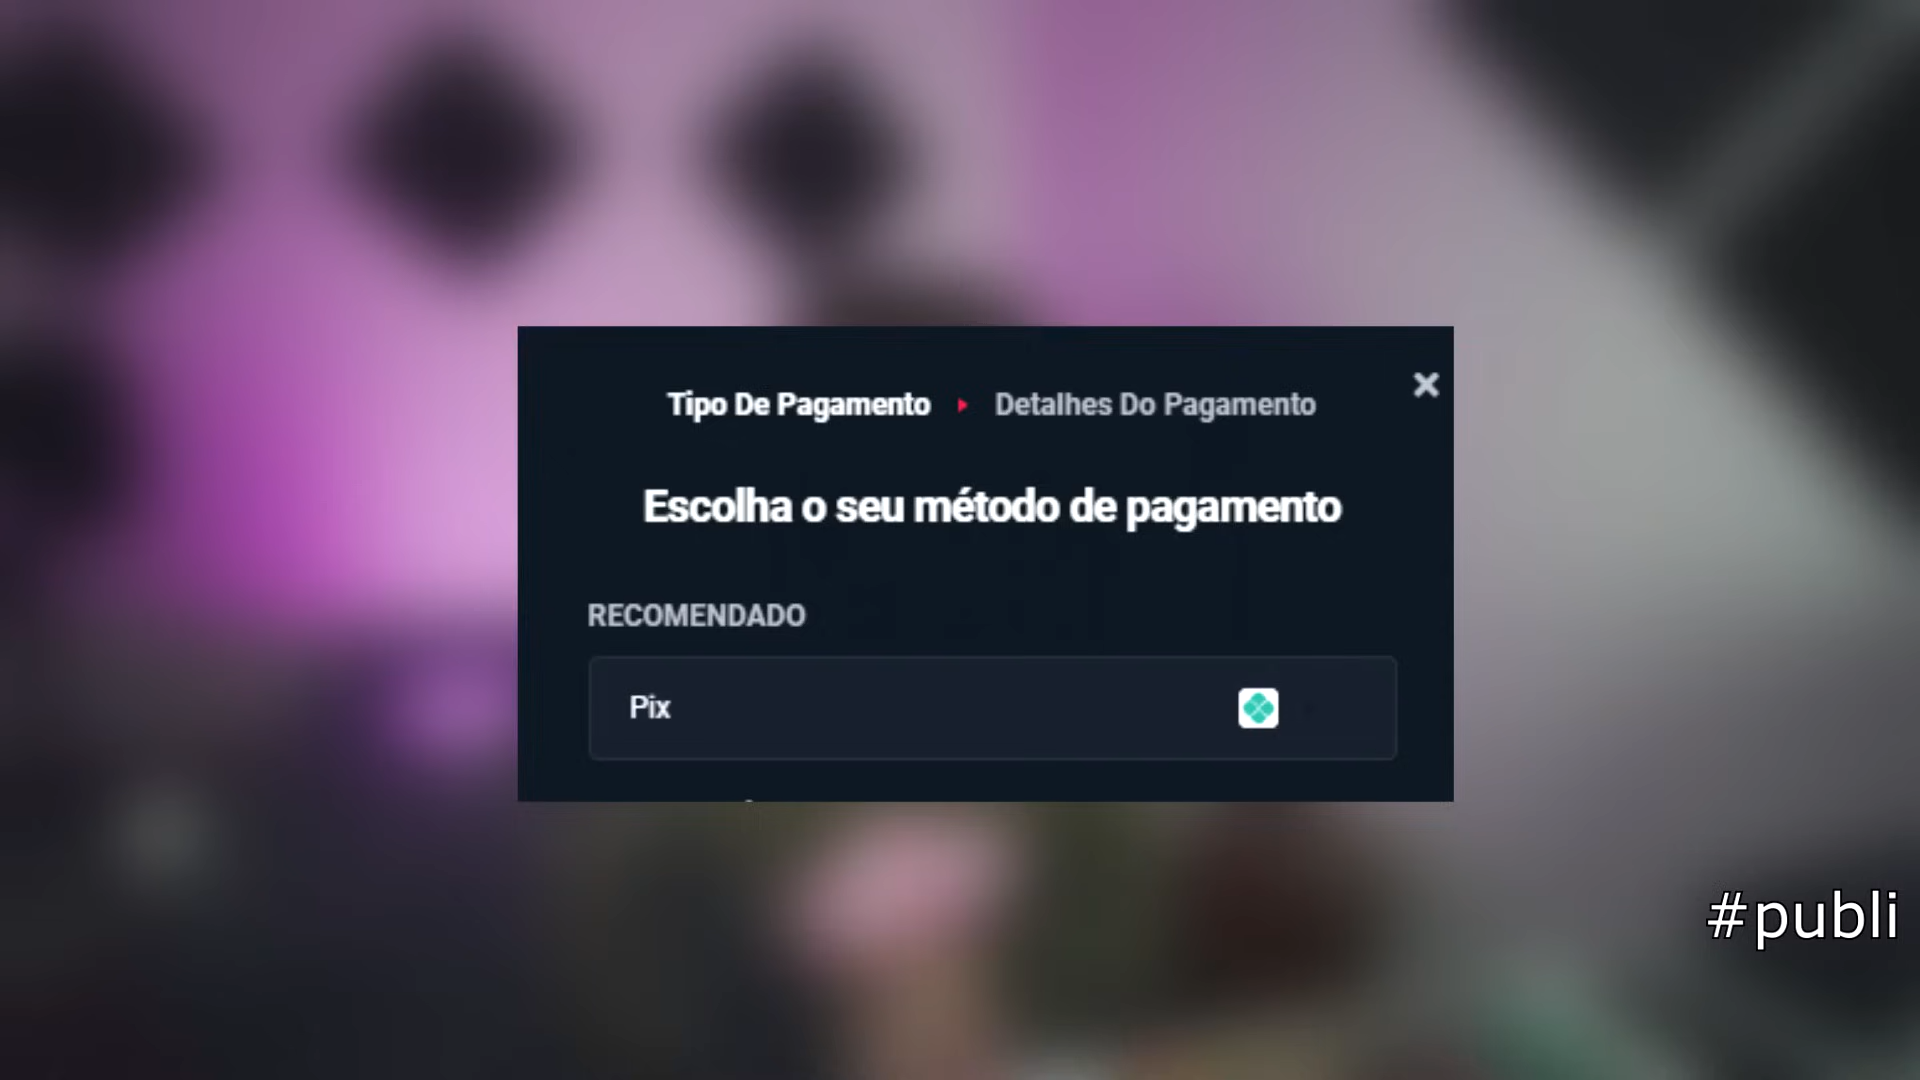 Tipo De Pagamento Detalhes Do Pagamento
Escolha o seu método de pagamento
RECOMENDADO
Pix
#publi